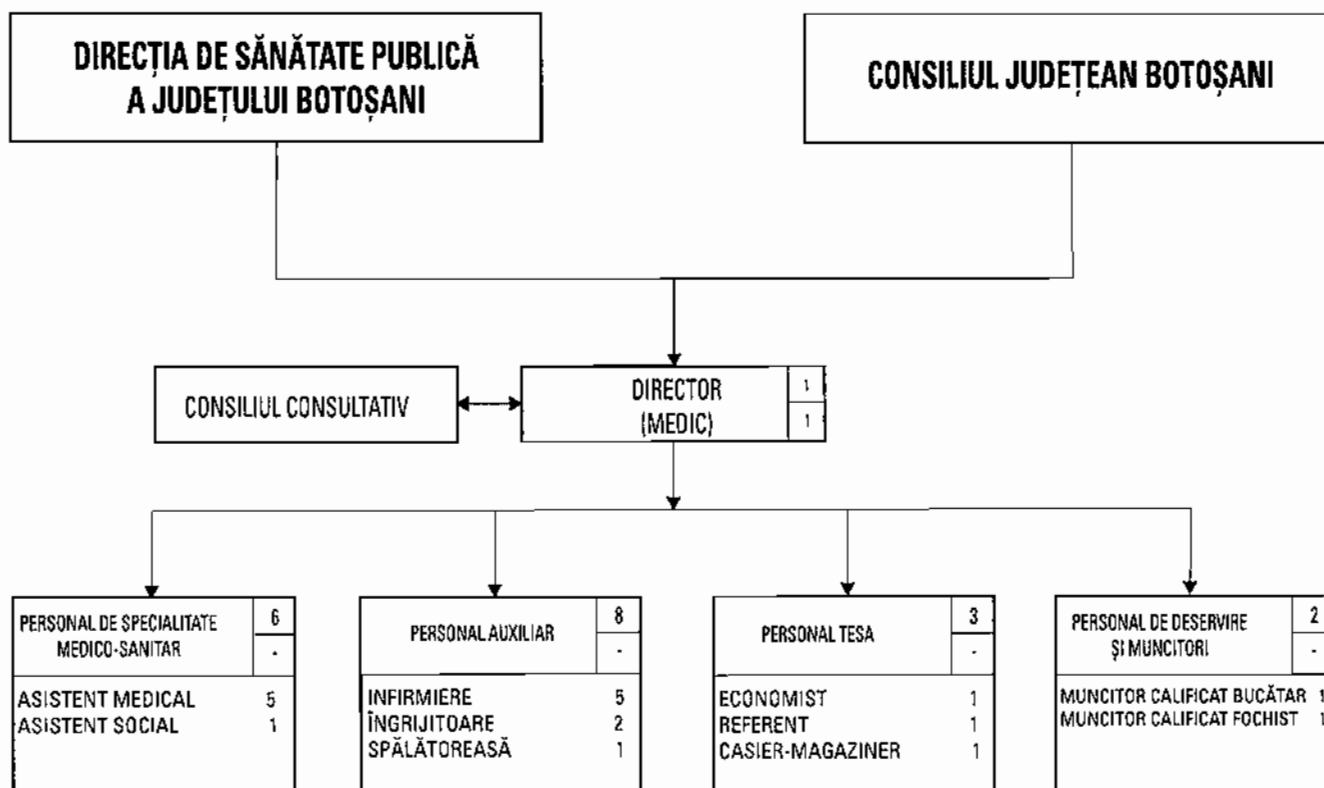 DIRECȚIA DE SĂNĂTATE PUBLICĂ
A JUDEȚULUI BOTOȘANI
CONSILIUL JUDEȚEAN BOTOȘANI
CONSILIUL CONSULTATIV
DIRECTOR
(MEDIC)
1
1
PERSONAL DE SPECIALITATE
MEDICO-SANITAR
6
-
ASISTENT MEDICAL 5
ASISTENT SOCIAL 1
PERSONAL AUXILIAR
8
-
INFIRMIERE 5
ÎNGRIJITOARE 2
SPĂLĂTOREASĂ 1
PERSONAL TESA
3
-
ECONOMIST 1
REFERENT 1
CASIER-MAGAZINER 1
PERSONAL DE DESERVIRE
ȘI MUNCITORI
2
-
MUNCITOR CALIFICAT BUCĂTAR 1
MUNCITOR CALIFICAT FOCHIST 1